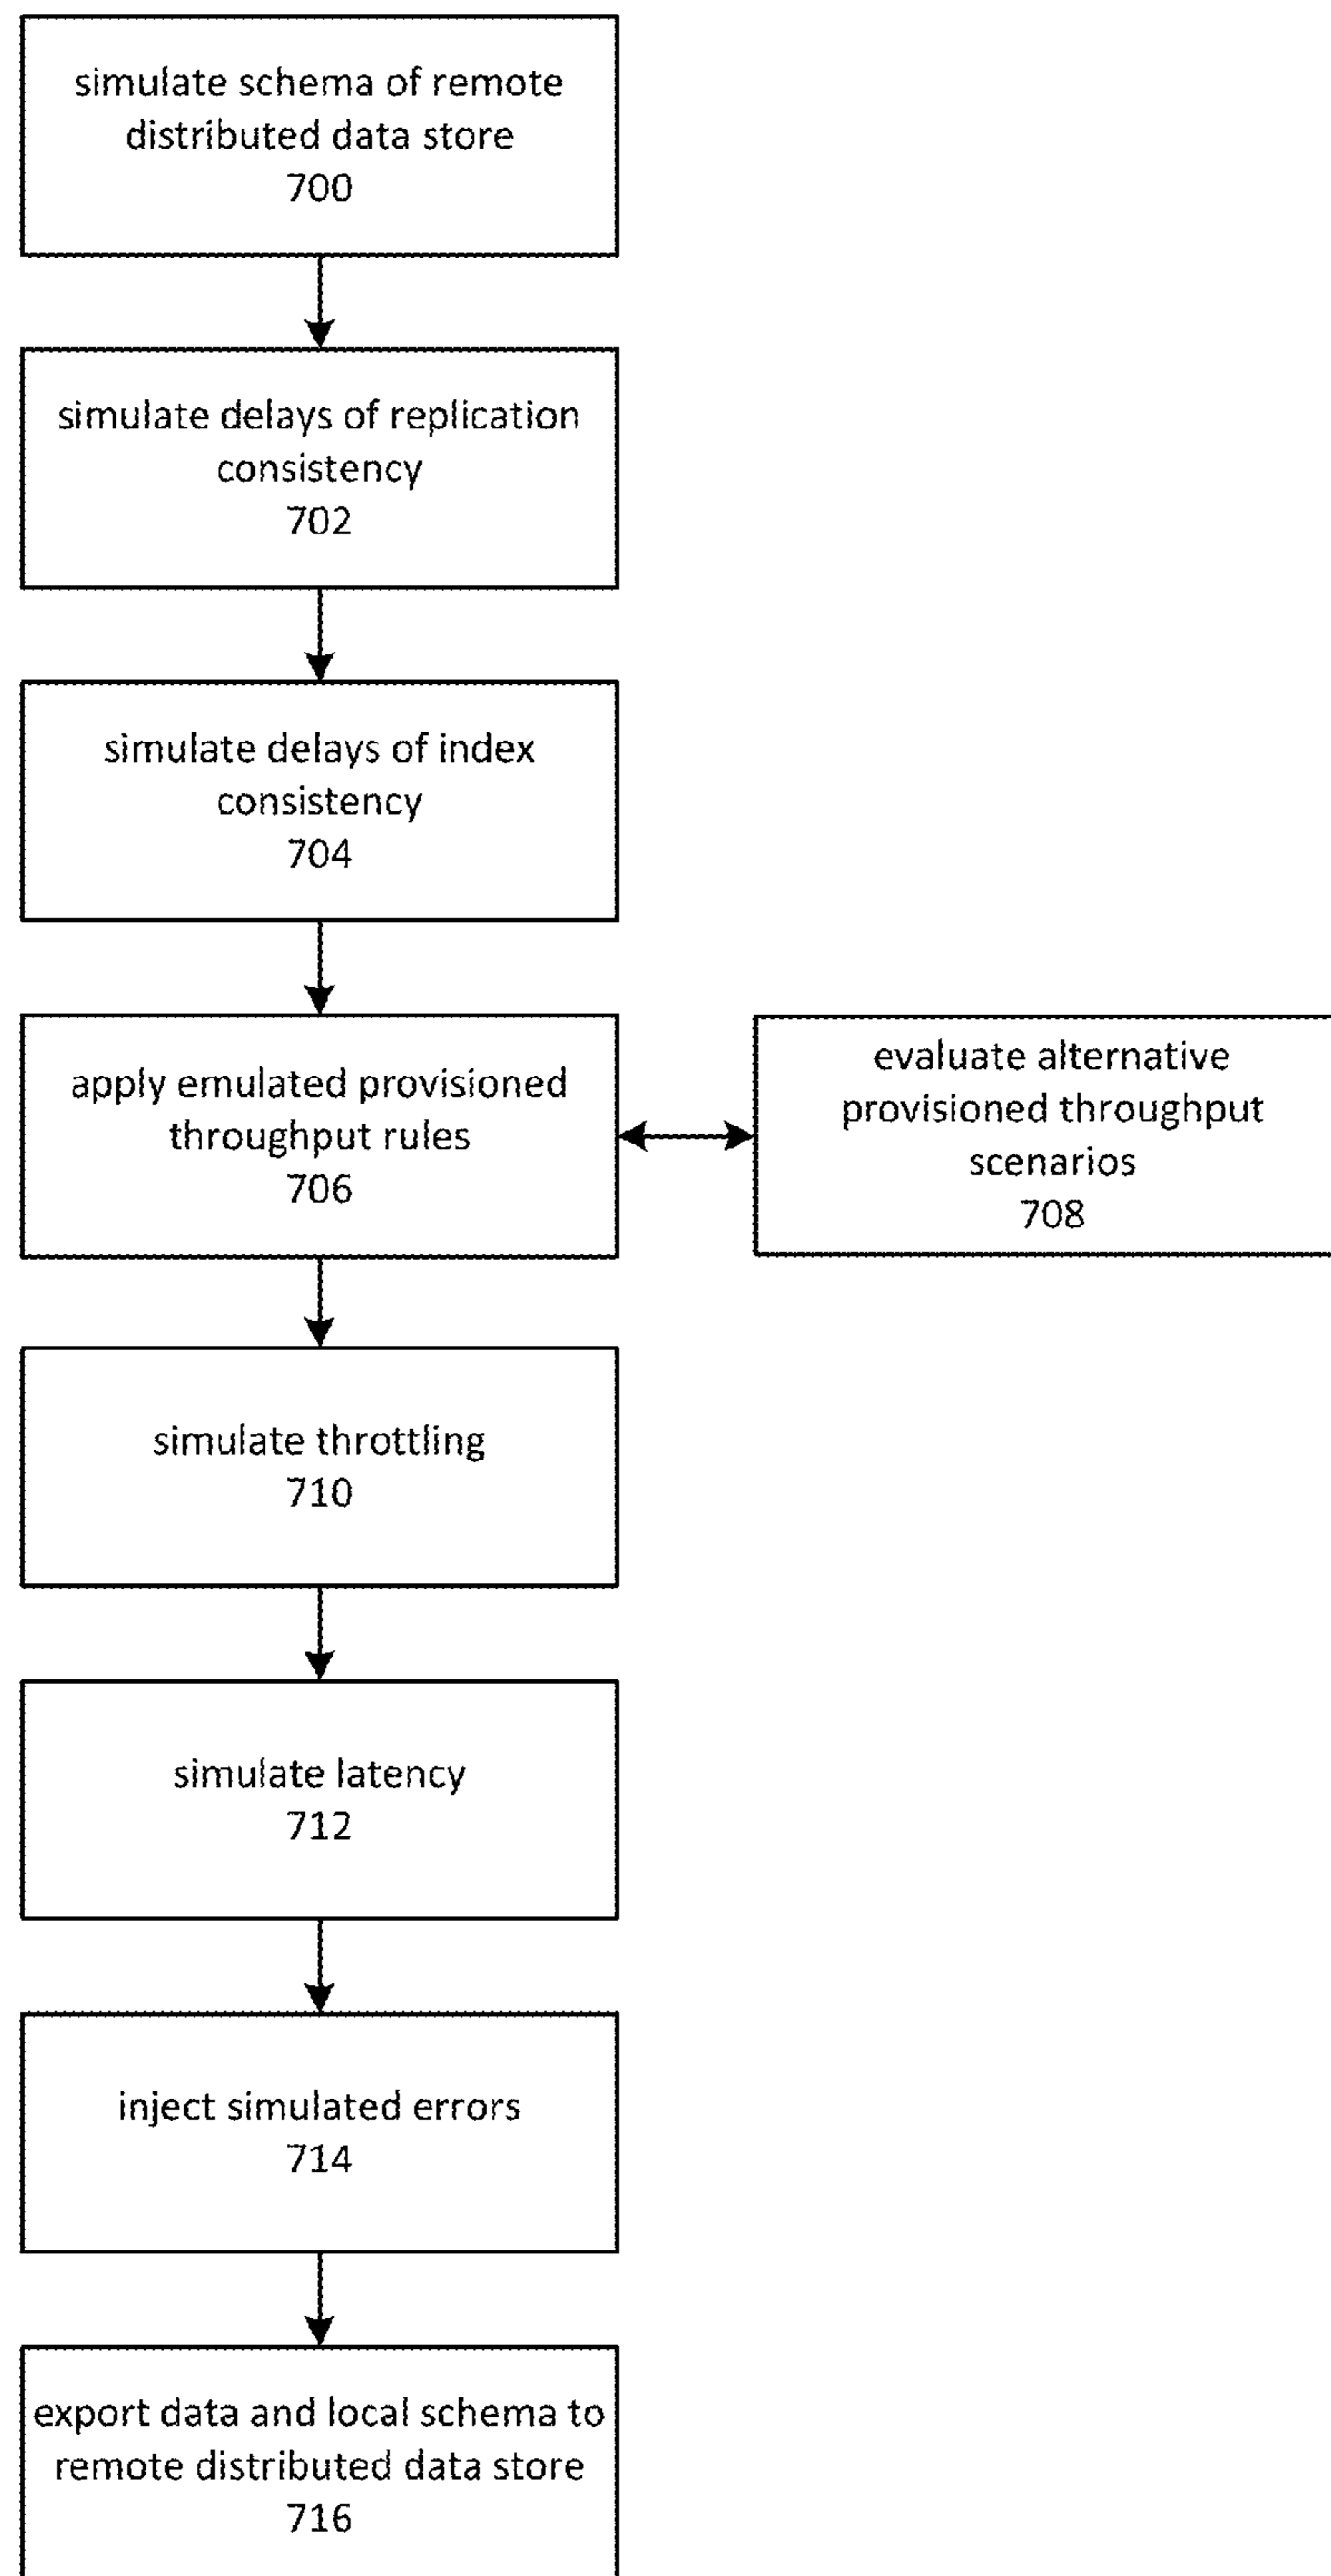 simulate schema of remote
distributed data store
700
simulate delays of replication
consistency
702
simulate delays of index
consistency
704
apply emulated provisioned
throughput rules
706
evaluate alternative
provisioned throughput
scenarios
708
simulate throttling
710
simulate latency
712
inject simulated errors
714
export data and local schema to
remote distributed data store
716